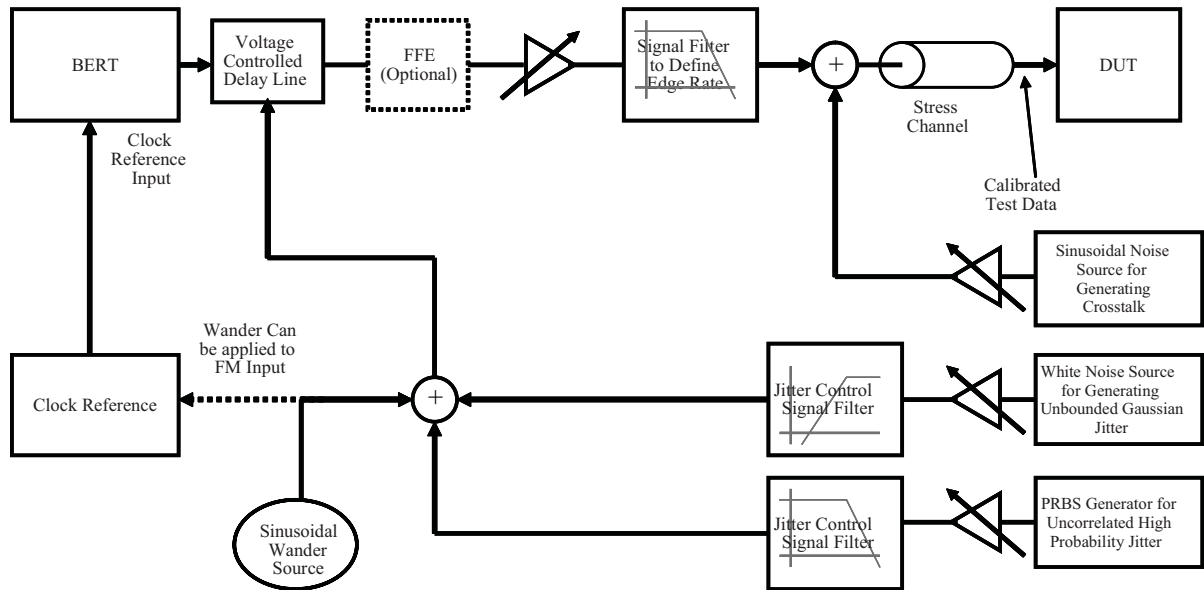 BERT
Voltage
Controlled
Delay Line
FFE
(Optional)
Signal Filter
to Define
Edge Rate
+
Stress
Channel
DUT
Clock
Reference
Input
Calibrated
Test Data
Sinusoidal Noise
Source for
Generating
Crosstalk
Wander Can
be applied to
FM Input
Clock Reference
+
Jitter Control
Signal Filter
White Noise Source
for Generating
Unbounded Gaussian
Jitter
Sinusoidal
Wander
Source
Jitter Control
Signal Filter
PRBS Generator for
Uncorrelated High
Probability Jitter